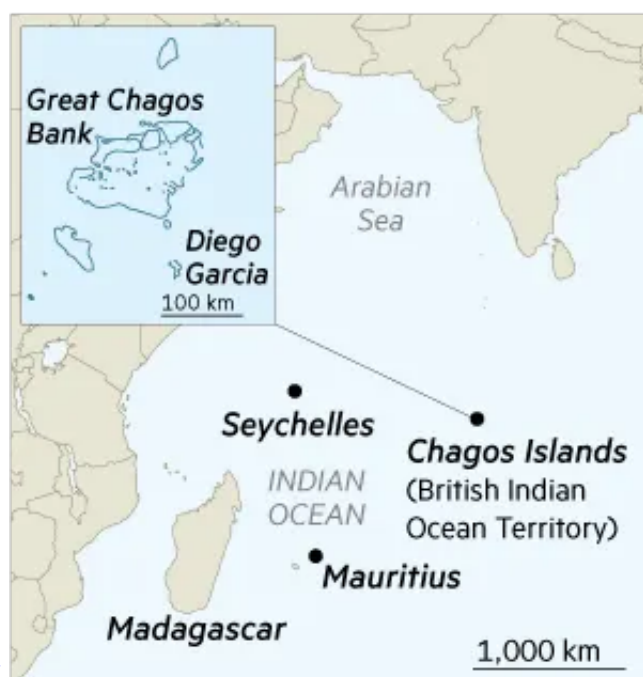 Great Chagos
Bank
Diego
Garcia
100 km
Arabian
Sea
Seychelles
Chagos Islands
(British Indian
Ocean Territory)
INDIAN
OCEAN
Mauritius
Madagascar
1,000 km